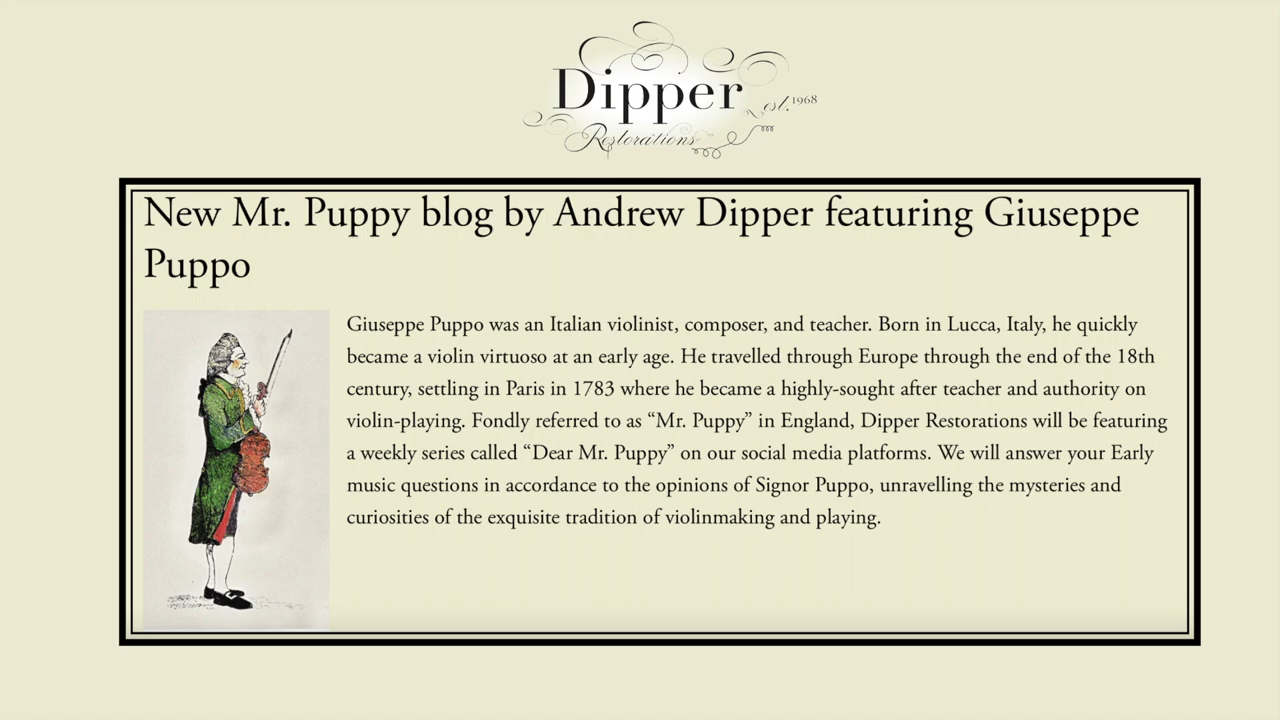 Dipper
est. 1968
Restorations
New Mr. Puppy blog by Andrew Dipper featuring Giuseppe
Puppo
Giuseppe Puppo was an Italian violinist, composer, and teacher. Born in Lucca, Italy, he quickly
became a violin virtuoso at an early age. He travelled through Europe through the end of the 18th
century, settling in Paris in 1783 where he became a highly-sought after teacher and authority on
violin-playing. Fondly referred to as “Mr. Puppy” in England, Dipper Restorations will be featuring
a weekly series called “Dear Mr. Puppy” on our social media platforms. We will answer your Early
music questions in accordance to the opinions of Signor Puppo, unravelling the mysteries and
curiosities of the exquisite tradition of violinmaking and playing.